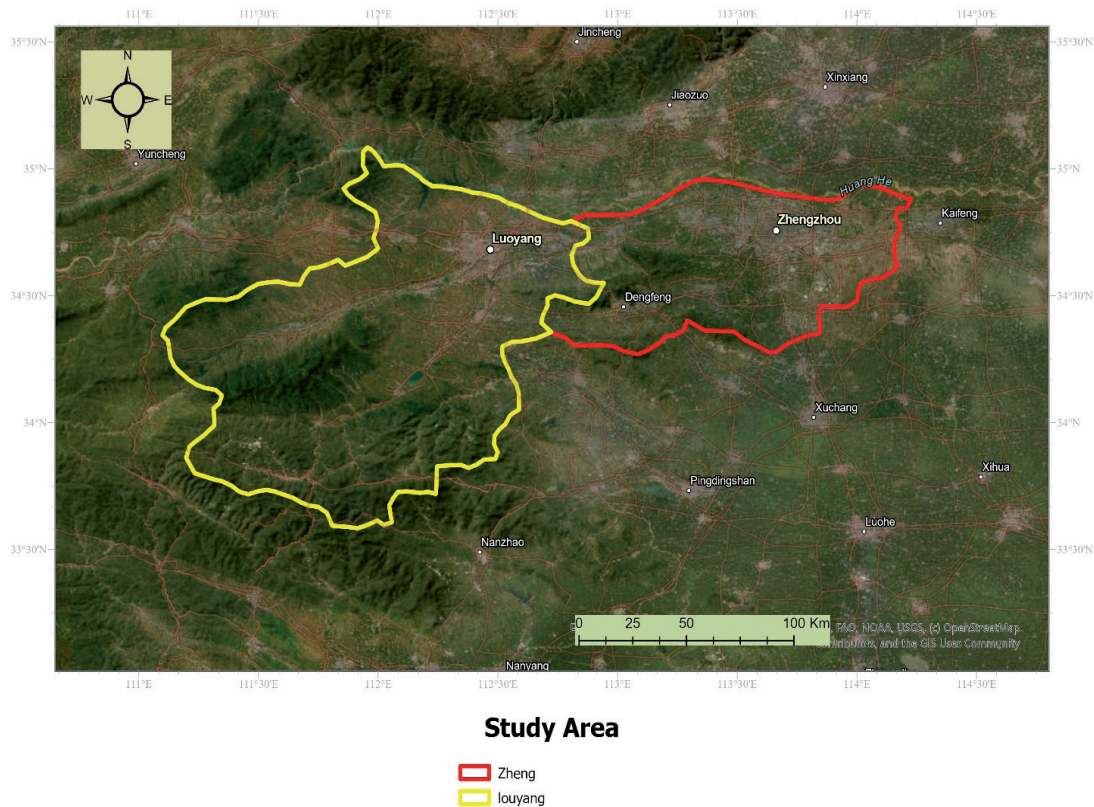 111°E 111°30'E 112°E 112°30'E 113°E 113°30'E 114°E 114°30'E
35°30'N 35°30'N
Jincheng
N
W E
S
Xinxiang
Jiaozuo
Yuncheng
35°N 35°N
Huang He
Zhengzhou
Kaifeng
Luoyang
34°30'N 34°30'N
Dengfeng
34°N 34°N
Xuchang
Xihua
Pingdingshan
Luohe
33°30'N 33°30'N
Nanzhao
0 25 50 100 Km
, FAO, NOAA, USGS, (c) OpenStreetMap
contributors, and the GIS User Community
Nanyang
111°E 111°30'E 112°E 112°30'E 113°E 113°30'E 114°E 114°30'E
Study Area
Zheng
louyang